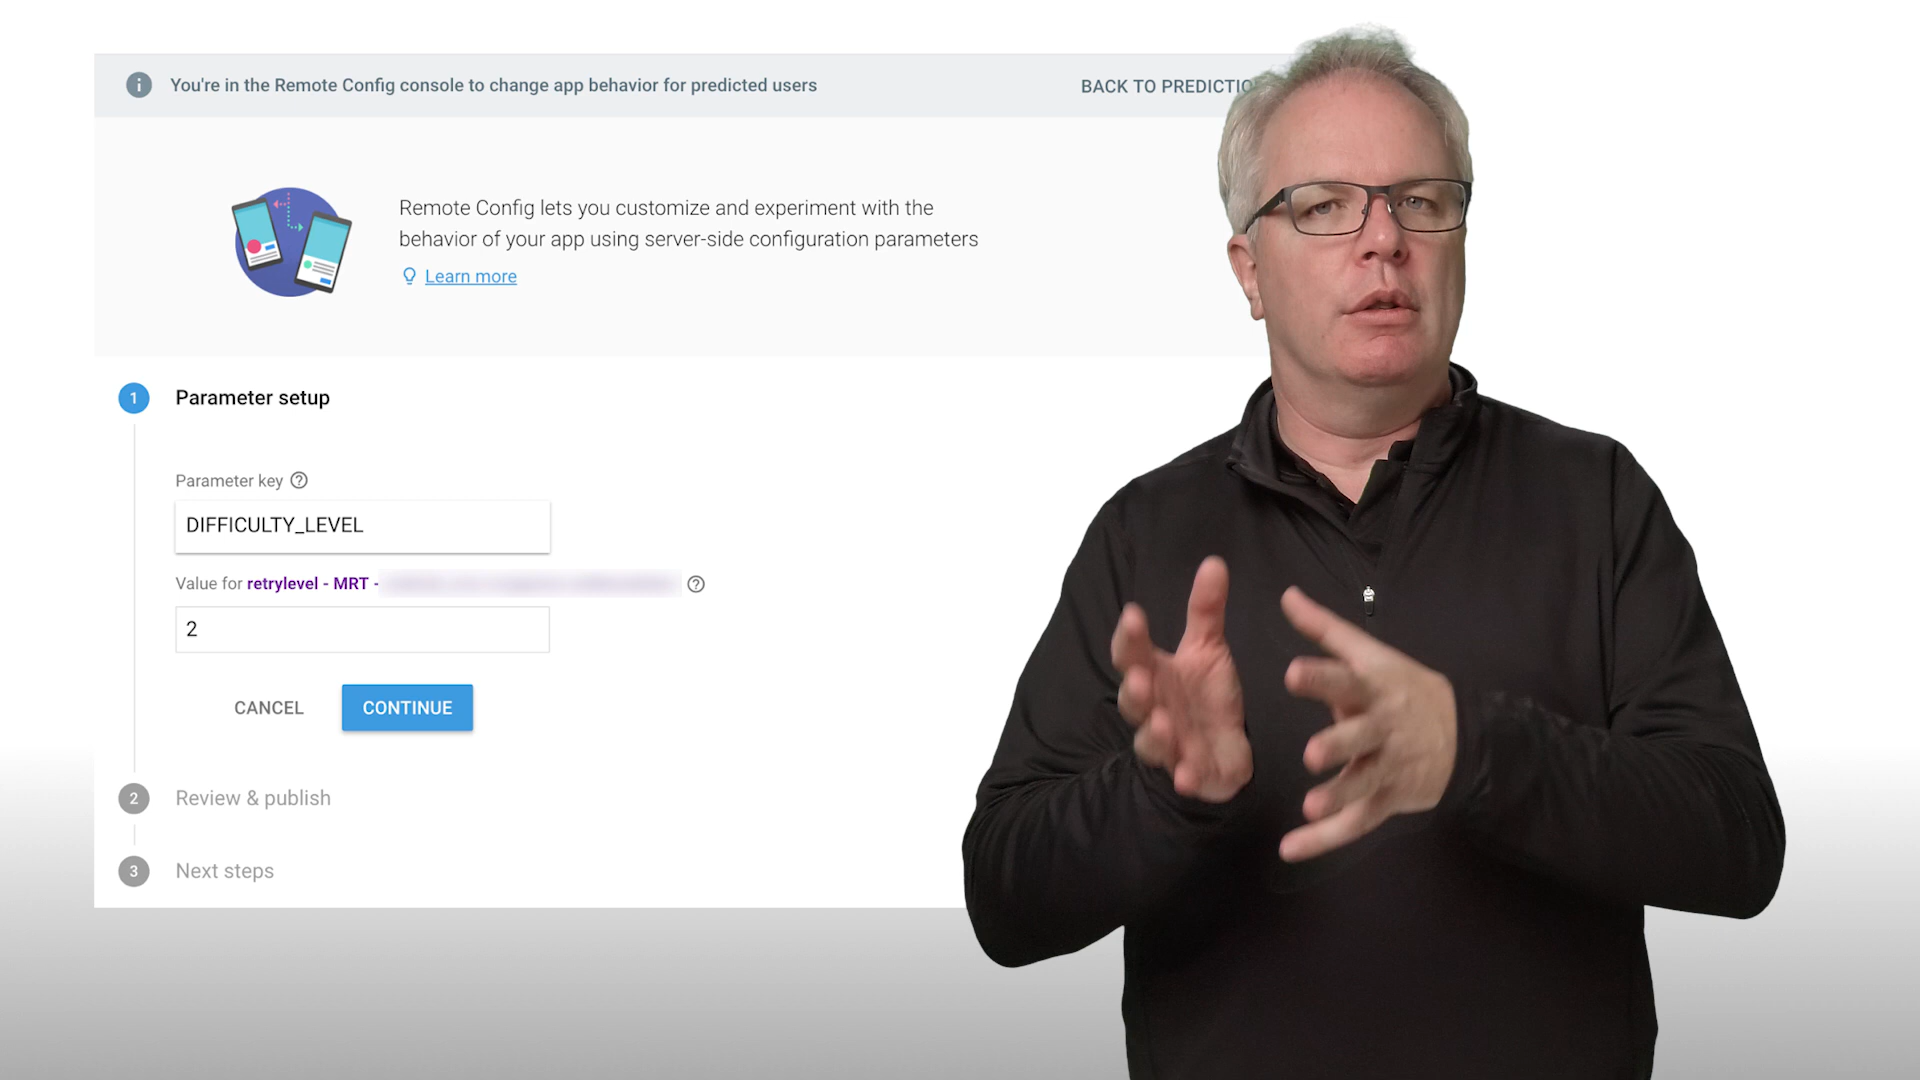 You're in the Remote Config console to change app behavior for predicted users
BACK TO PREDICTIO
Remote Config lets you customize and experiment with the
behavior of your app using server-side configuration parameters
Learn more
1 Parameter setup
Parameter key
DIFFICULTY_LEVEL
Value for retrylevel - MRT -
2
CANCEL CONTINUE
2 Review & publish
3 Next steps